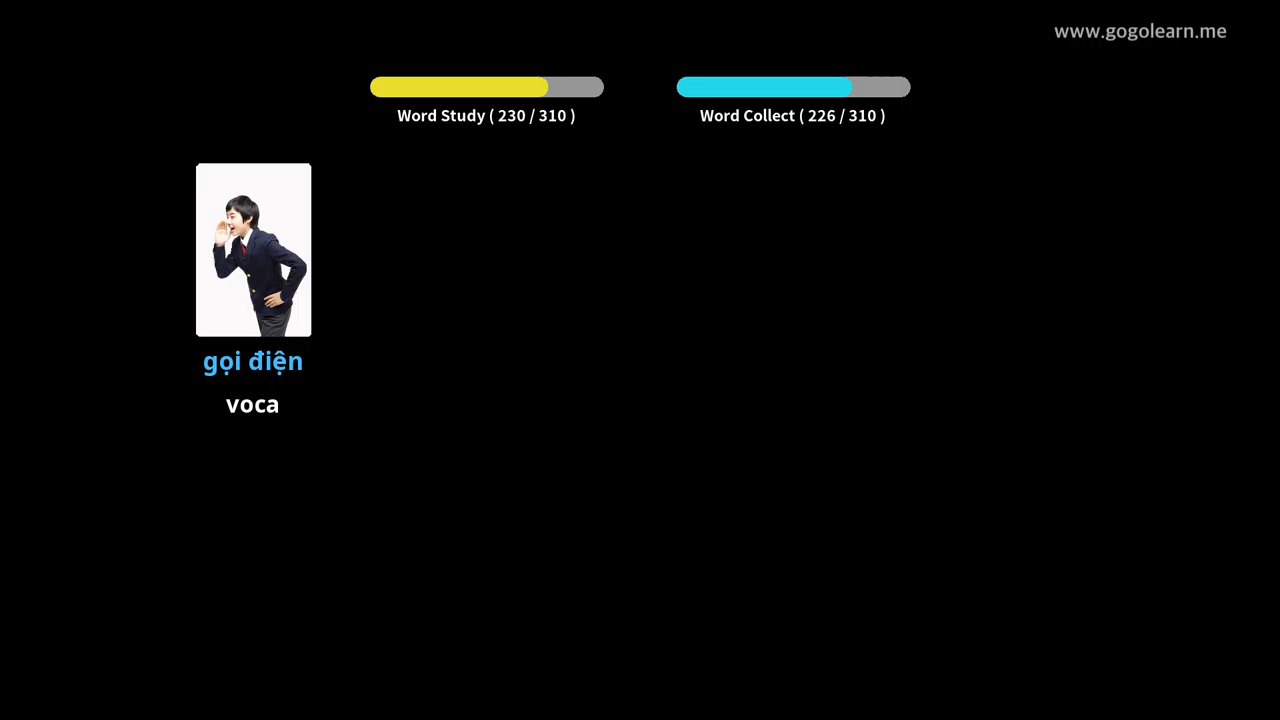 www.gogolearn.me
Word Study ( 230 / 310 )
Word Collect ( 226 / 310 )
gọi điện
voca